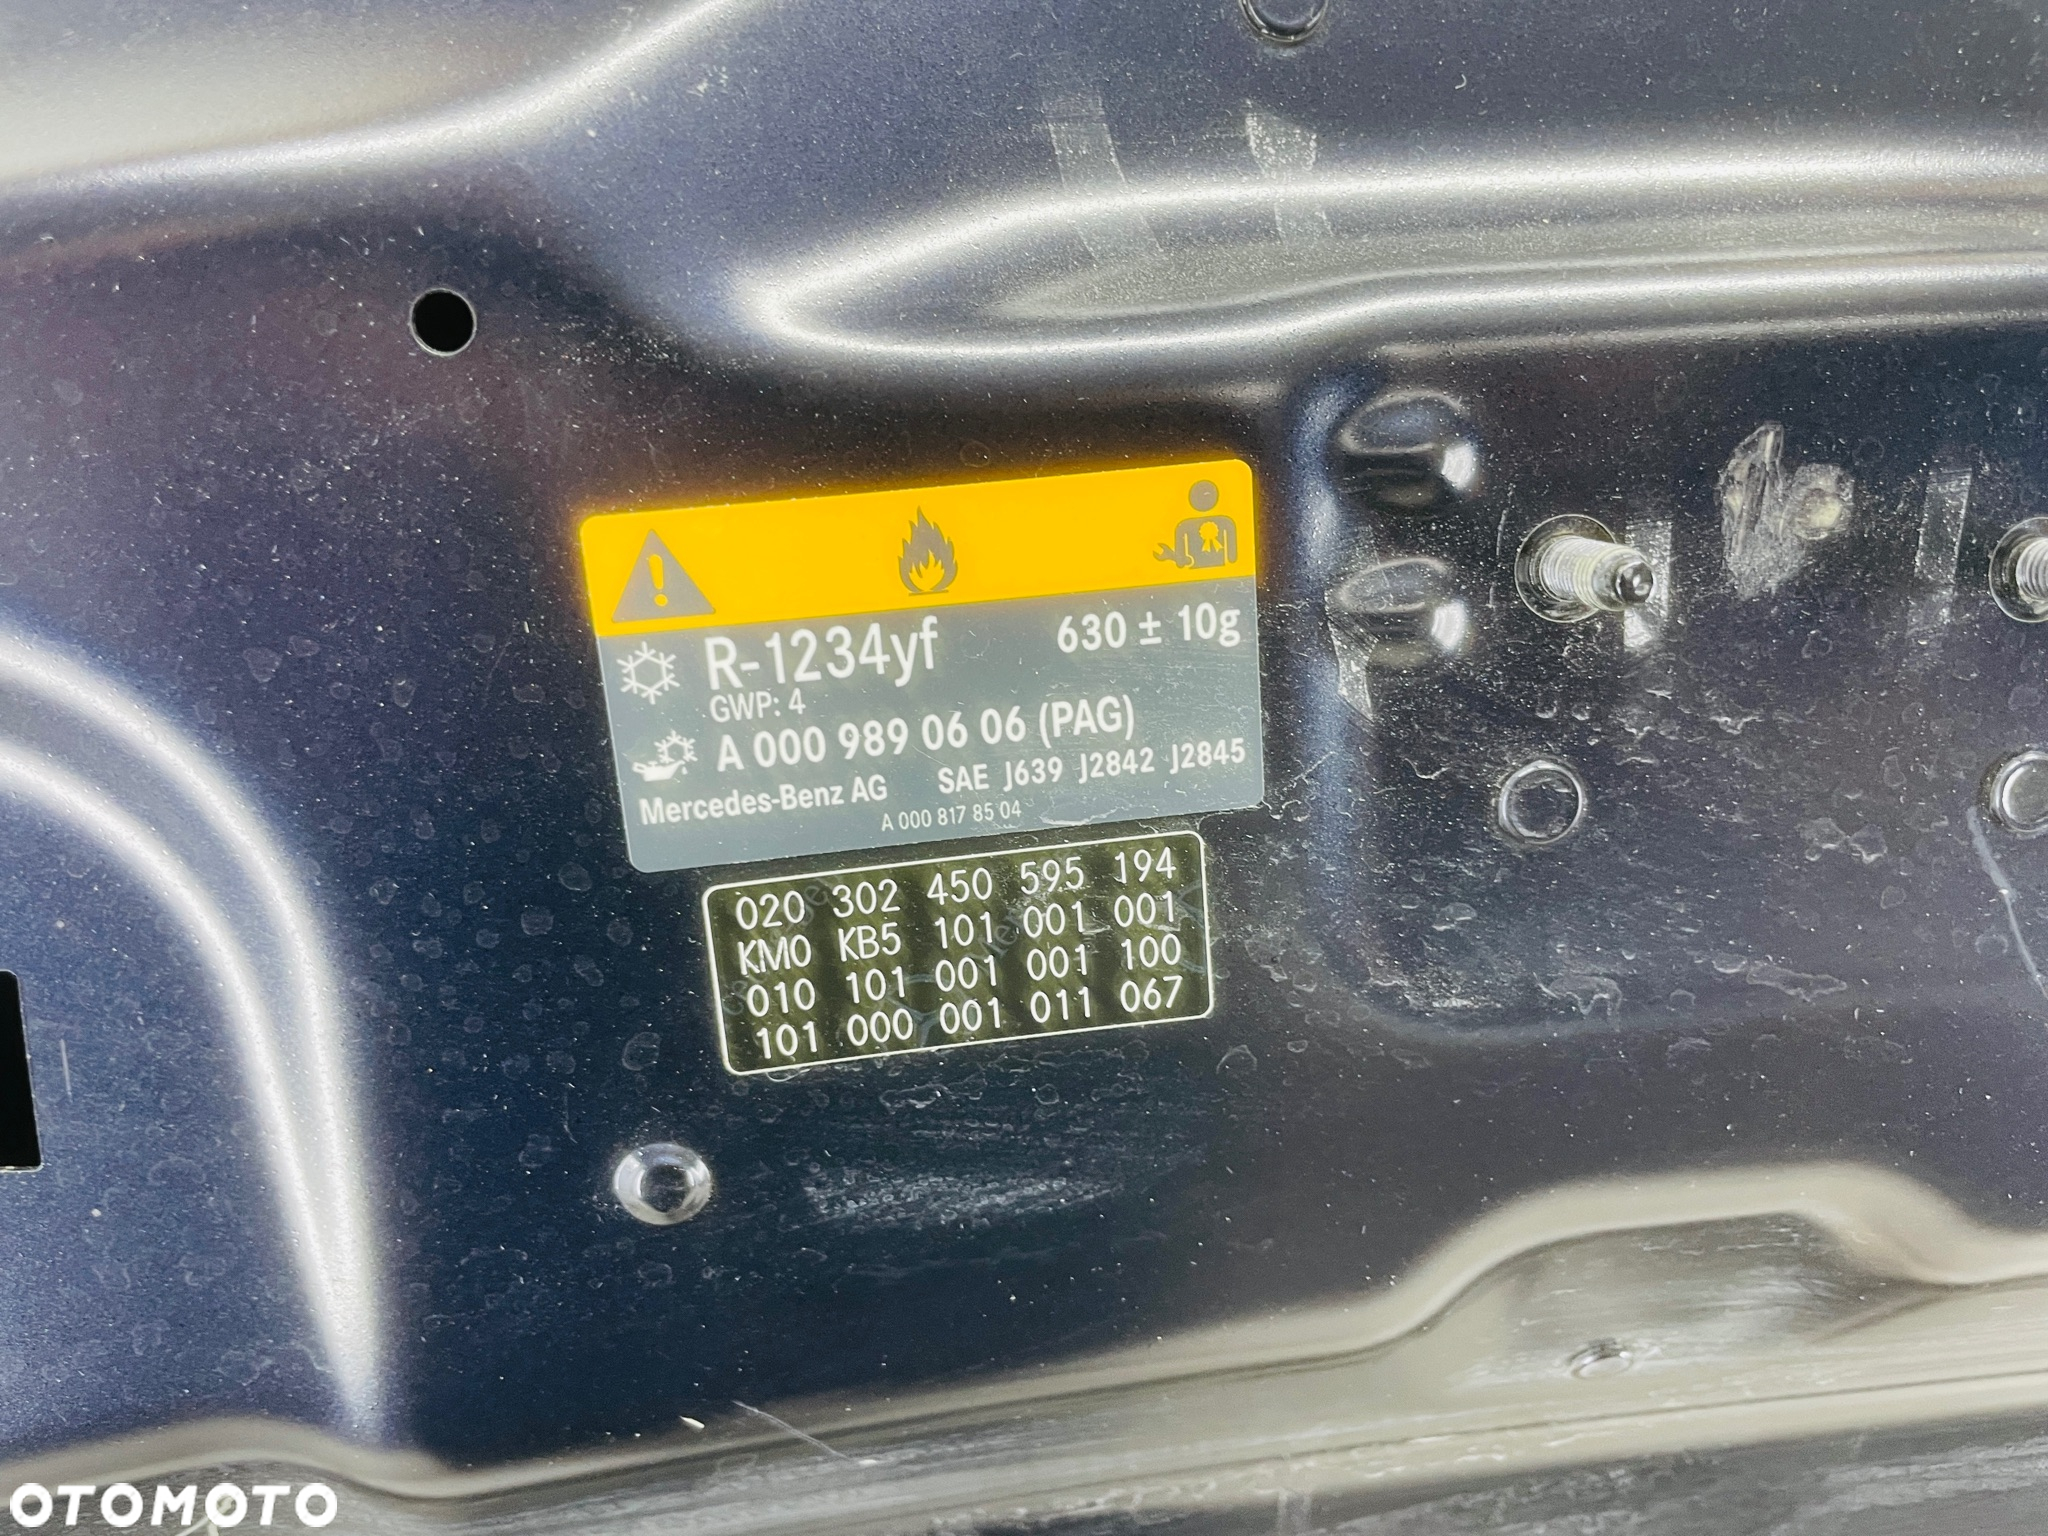 R-1234yf 630 ± 10g
GWP: 4
A 000 989 06 06 (PAG)
Mercedes-Benz AG SAE J639 J2842 J2845
A 000 817 85 04
020 302 450 595 194
KM0 KB5 101 001 001
010 101 001 001 100
101 000 001 011 067
OTOMOTO